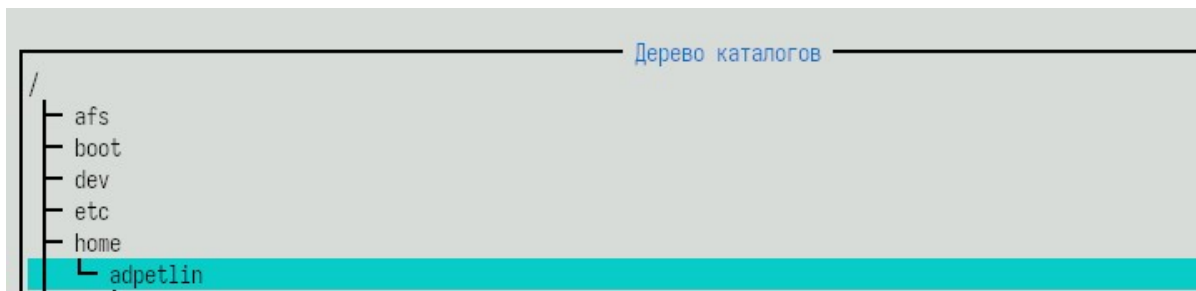 Дерево каталогов
/
afs
boot
dev
etc
home
adpetlin